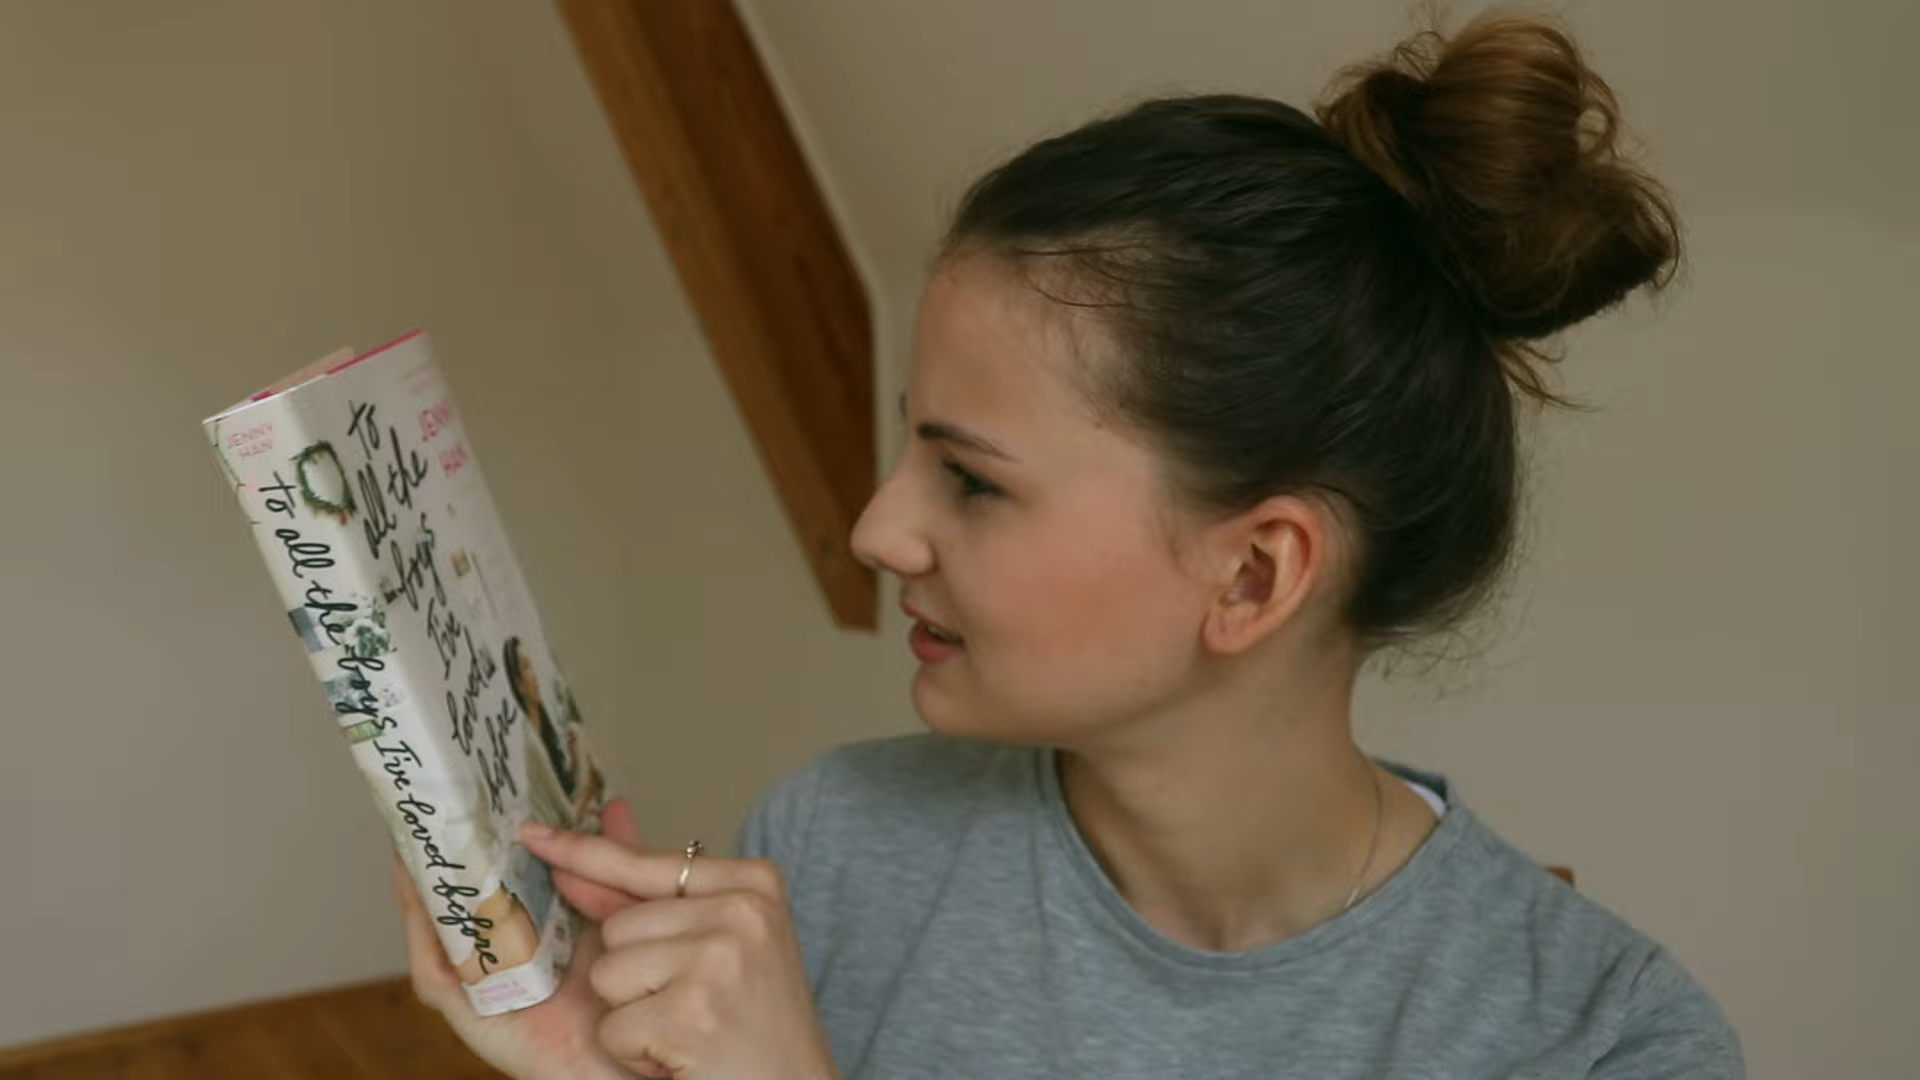 JENNY
HAN
to all the boys I've loved before
JENNY
HAN
to
all the
boys
I've
loved
before